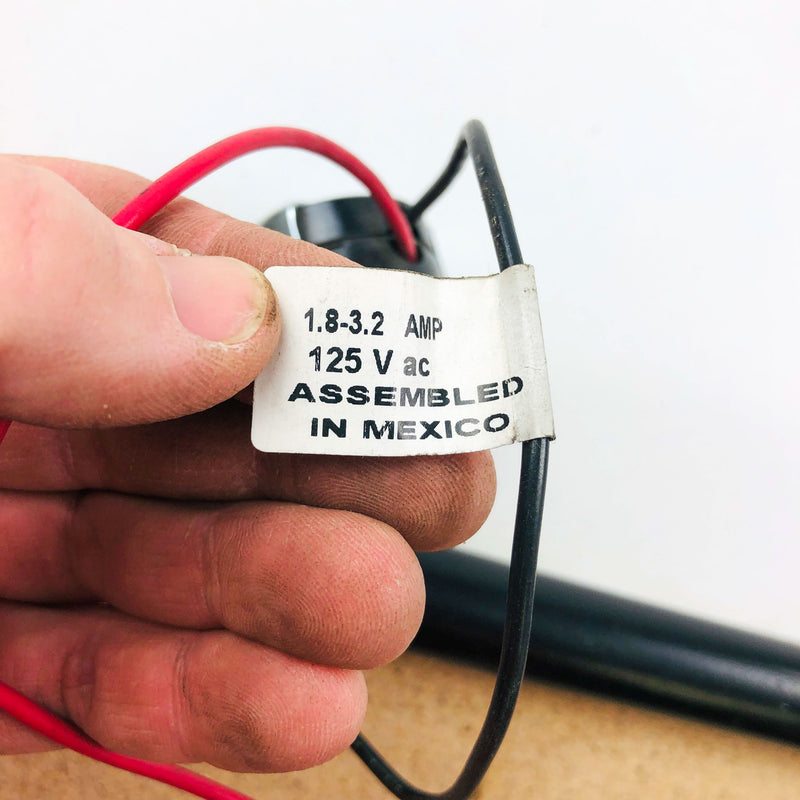 1.8-3.2 AMP
125 V ac
ASSEMBLED
IN MEXICO